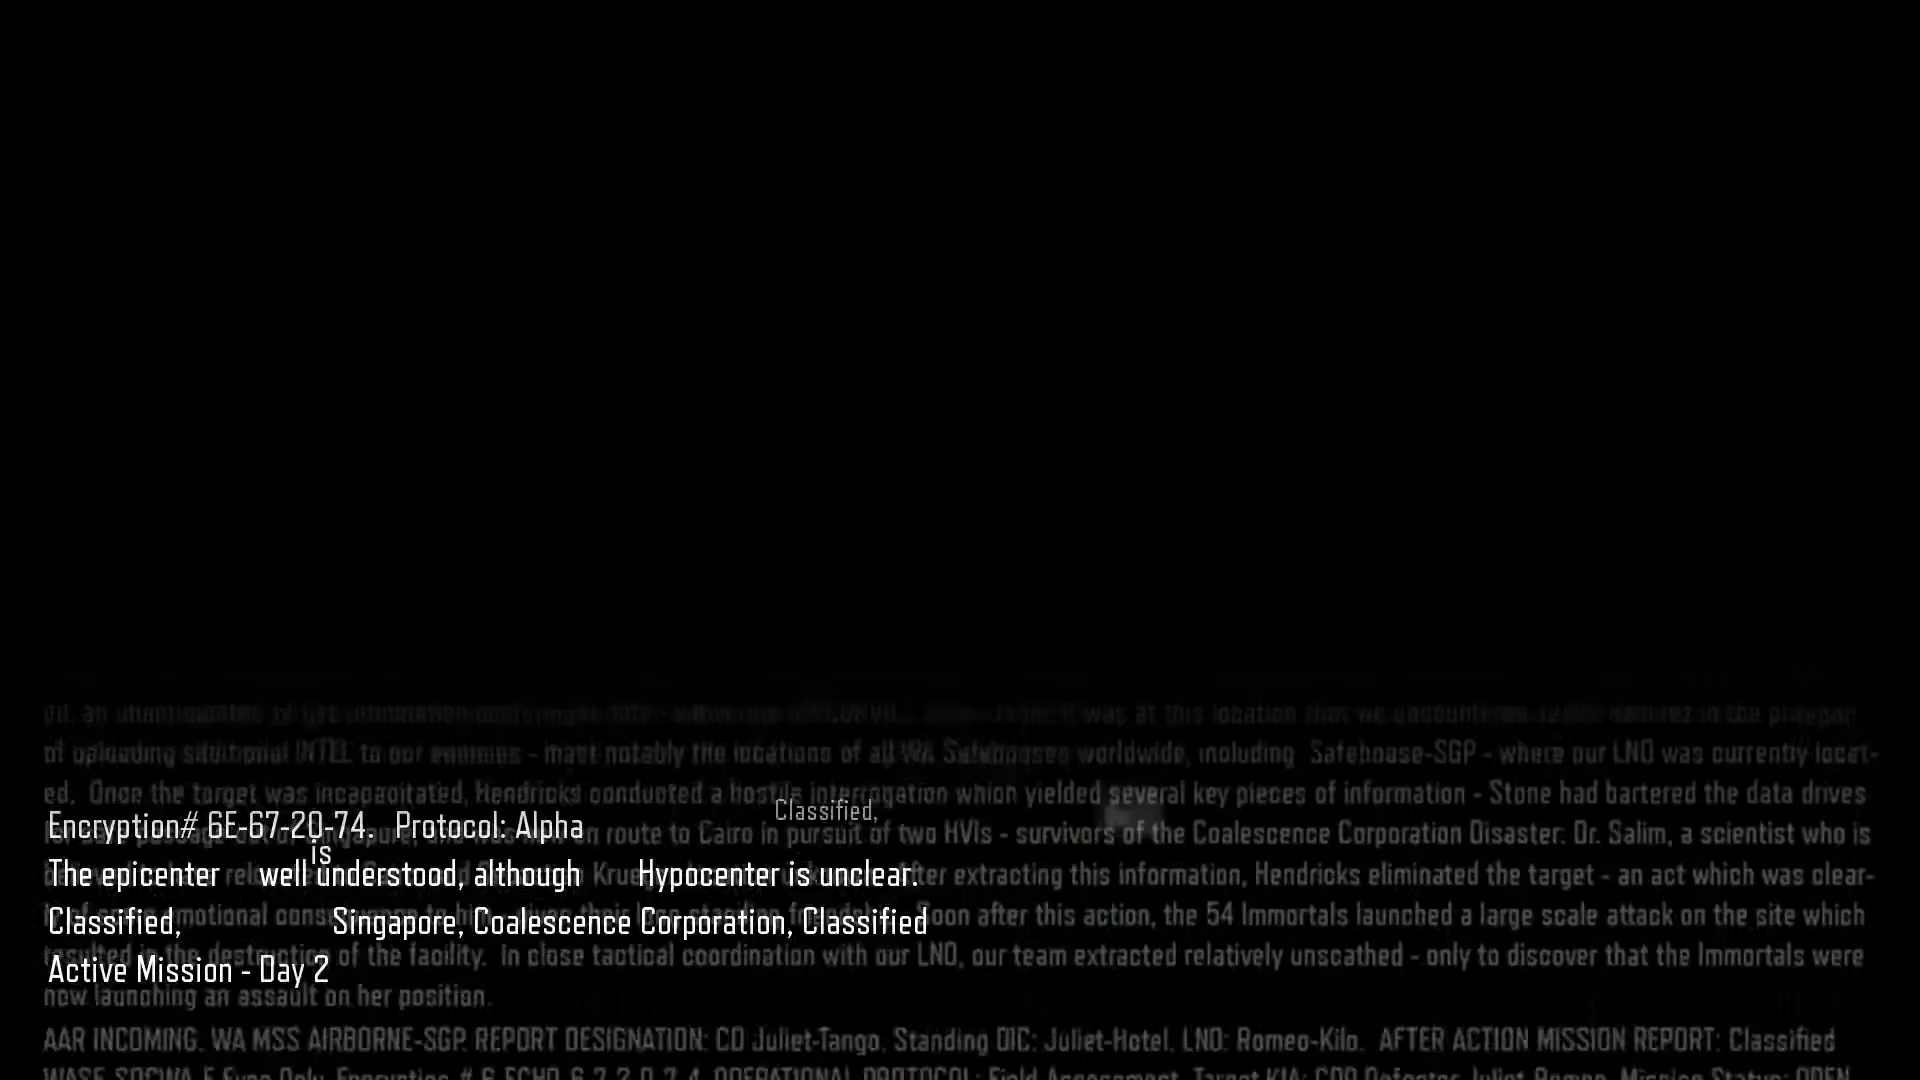 of uploading additional INTEL to our enemies - most notably the locations of all WA Safehouses worldwide, including Safehouse-SGP - where our LNO was currently locat-
ed. Once the target was incapacitated, Hendricks conducted a hostile interrogation which yielded several key pieces of information - Stone had bartered the data drives
Classified,
Encryption# 6E-67-20-74. Protocol: Alpha
en route to Cairo in pursuit of two HVIs - survivors of the Coalescence Corporation Disaster: Dr. Salim, a scientist who is
is
The epicenter well understood, although Hypocenter is unclear.
extracting this information, Hendricks eliminated the target - an act which was clear-
Classified, Singapore, Coalescence Corporation, Classified
after this action, the 54 Immortals launched a large scale attack on the site which
resulted in the destruction of the facility. In close tactical coordination with our LNO, our team extracted relatively unscathed - only to discover that the Immortals were
Active Mission - Day 2
now launching an assault on her position.
AAR INCOMING. WA MSS AIRBORNE-SGP. REPORT DESIGNATION: CO Juliet-Tango. Standing OIC: Juliet-Hotel. LNO: Romeo-Kilo. AFTER ACTION MISSION REPORT: Classified